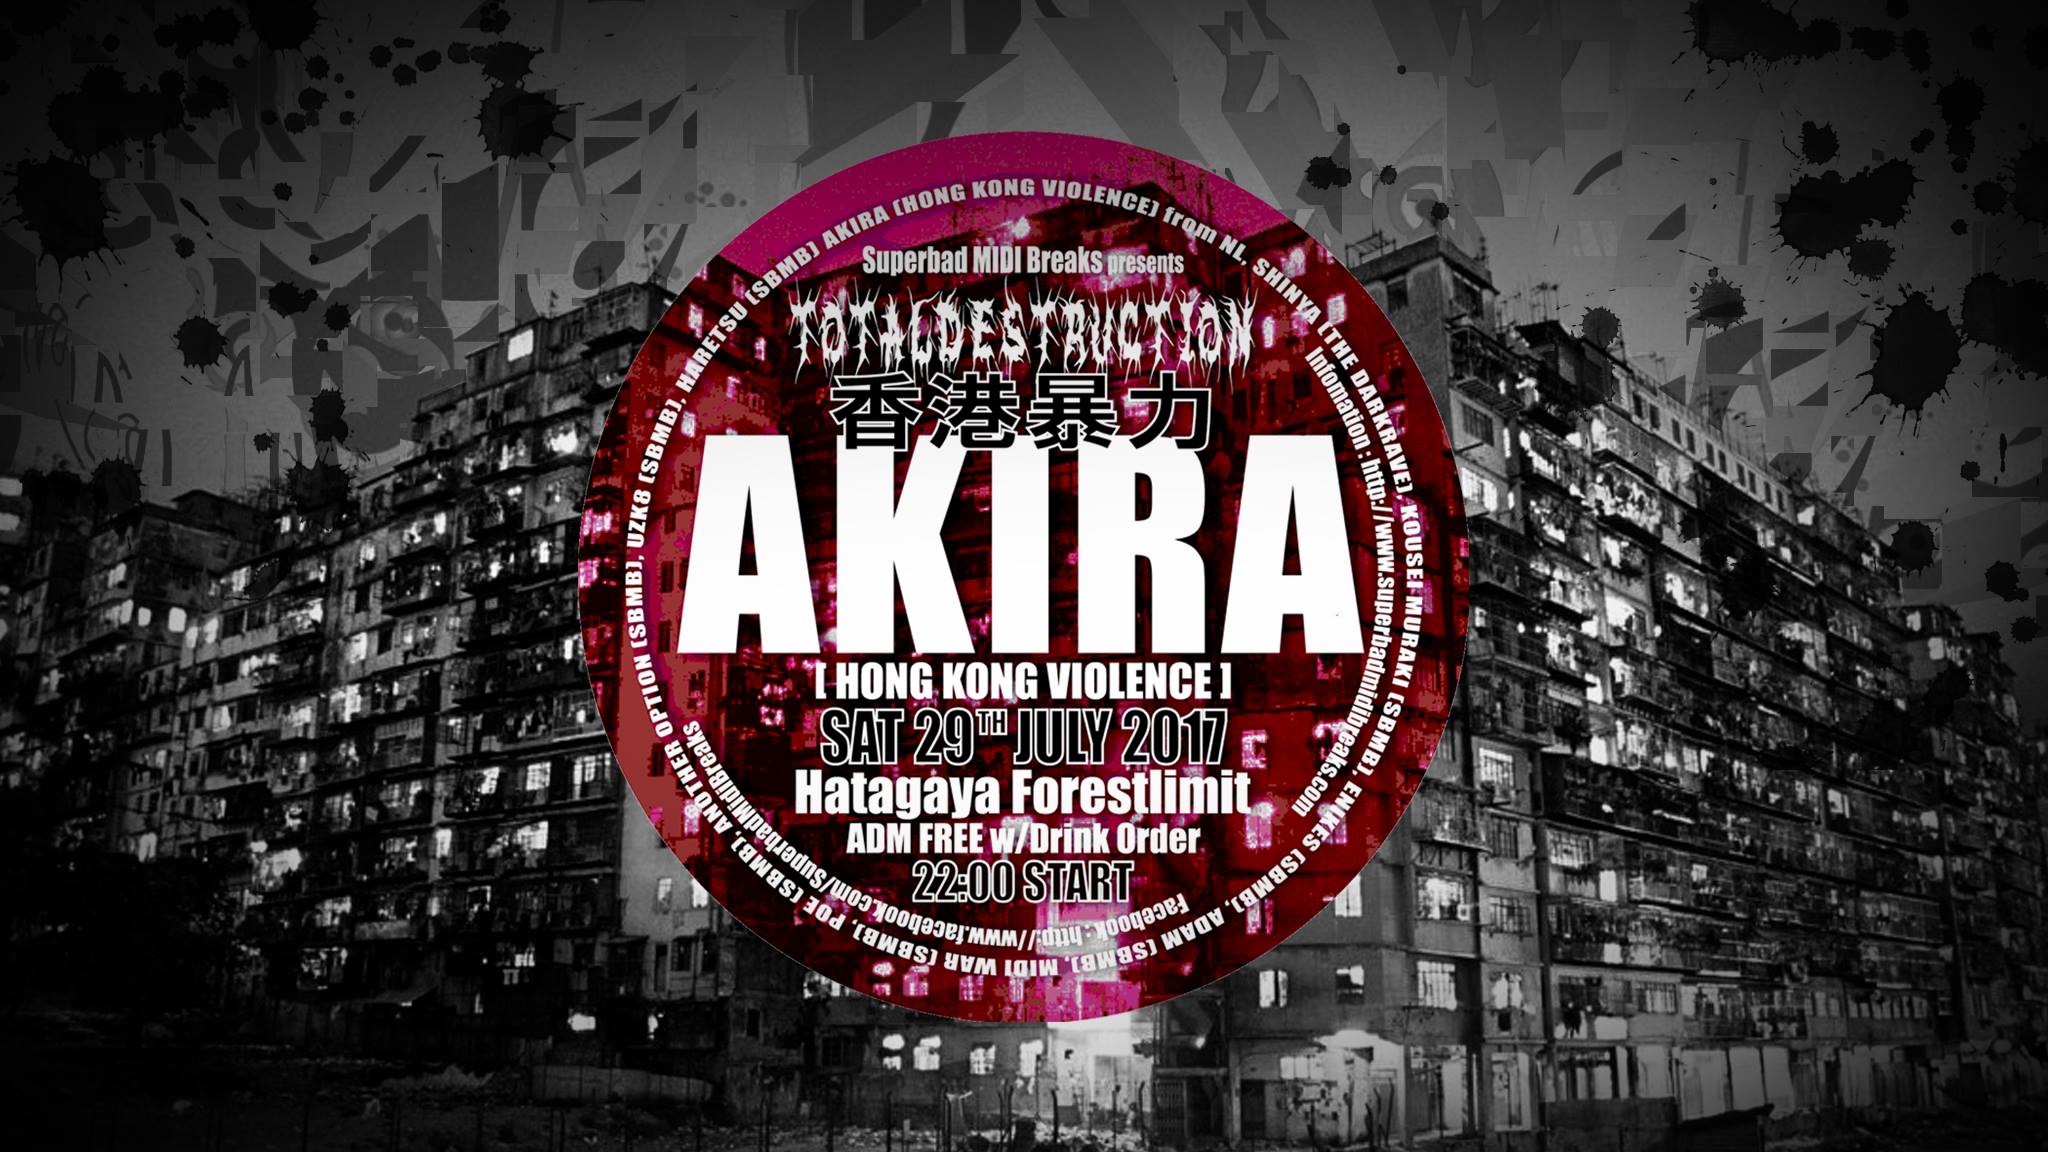 AKIRA (HONG KONG VIOLENCE) from NL, SHINYA (THE DARKRAVE), KOUSEI MURAKI (SBMB), ENUKES (SBMB), ADAM (SBMB), MIDI WAR (SBMB), POE (SBMB), ANOTHER OPTION (SBMB), UZK8 (SBMB), HARETSU (SBMB)
Superbad MIDI Breaks presents
TOTALDESTRUCTION
香港暴力
AKIRA
[ HONG KONG VIOLENCE ]
SAT 29TH JULY 2017
Hatagaya Forestlimit
ADM FREE w/Drink Order
22:00 START
Infomation : http://www.superbadmidibreaks.com
Facebook : http://www.facebook.com/SuperbadMidiBreaks